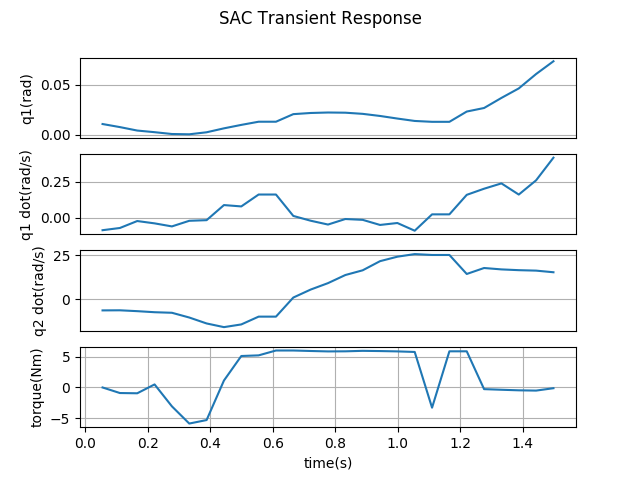 SAC Transient Response
q1(rad)
0.05
0.00
q1 dot(rad/s)
0.25
0.00
q2 dot(rad/s)
25
0
torque(Nm)
5
0
−5
0.0 0.2 0.4 0.6 0.8 1.0 1.2 1.4
time(s)